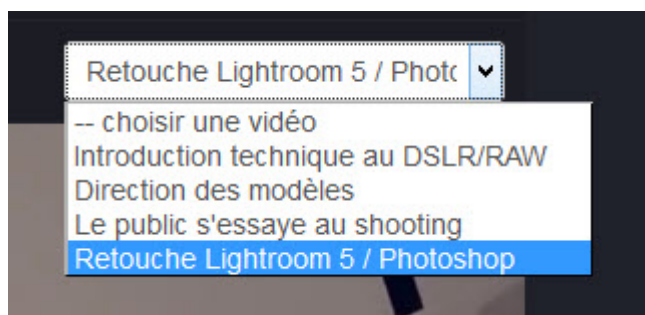 Retouche Lightroom 5 / Photo
-- choisir une vidéo
Introduction technique au DSLR/RAW
Direction des modèles
Le public s'essaye au shooting
Retouche Lightroom 5 / Photoshop